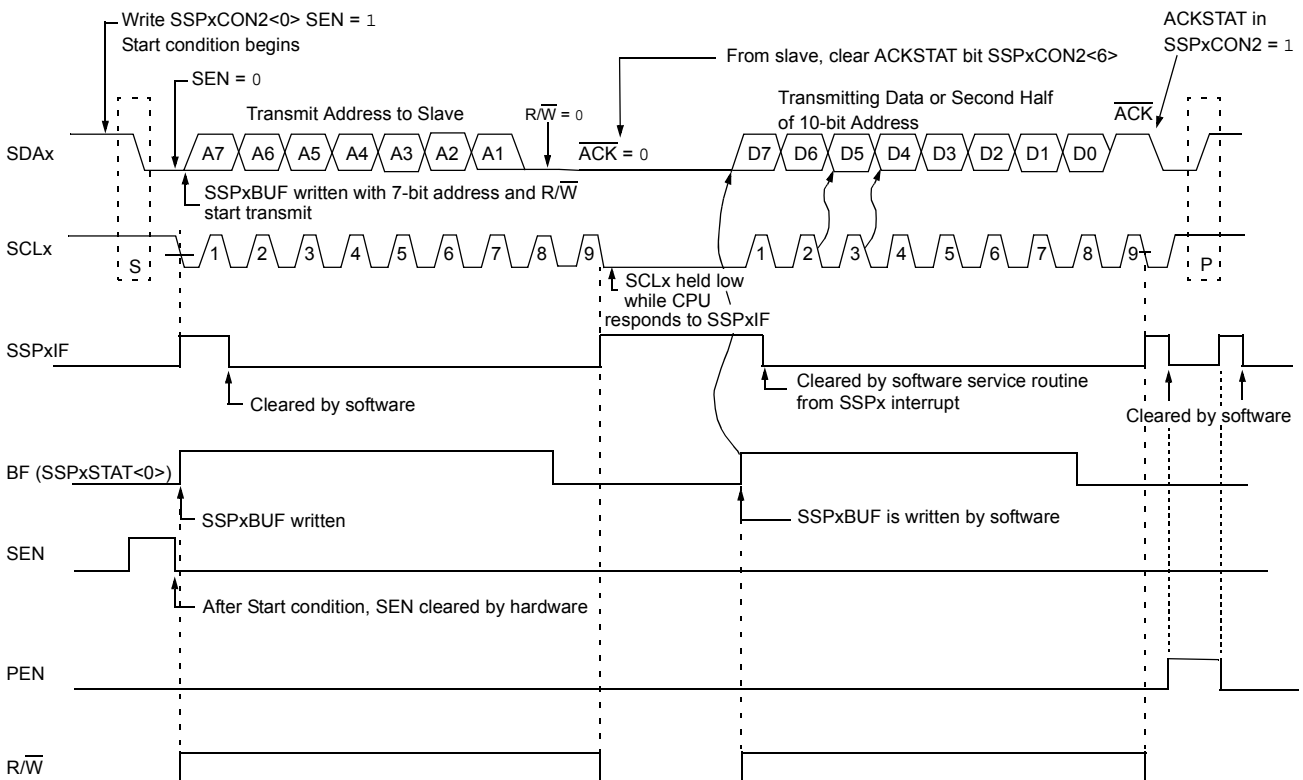 Write SSPxCON2<0> SEN = 1
Start condition begins
ACKSTAT in
SSPxCON2 = 1
From slave, clear ACKSTAT bit SSPxCON2<6>
SEN = 0
Transmit Address to Slave
R/W̅ = 0
Transmitting Data or Second Half
of 10-bit Address
A̅C̅K̅
SDAx
A7
A6
A5
A4
A3
A2
A1
A̅C̅K̅ = 0
D7
D6
D5
D4
D3
D2
D1
D0
SSPxBUF written with 7-bit address and R/W̅
start transmit
SCLx
S
1
2
3
4
5
6
7
8
9
1
2
3
4
5
6
7
8
9
P
SCLx held low
while CPU
responds to SSPxIF
SSPxIF
Cleared by software
Cleared by software service routine
from SSPx interrupt
Cleared by software
BF (SSPxSTAT<0>)
SSPxBUF written
SSPxBUF is written by software
SEN
After Start condition, SEN cleared by hardware
PEN
R/W̅